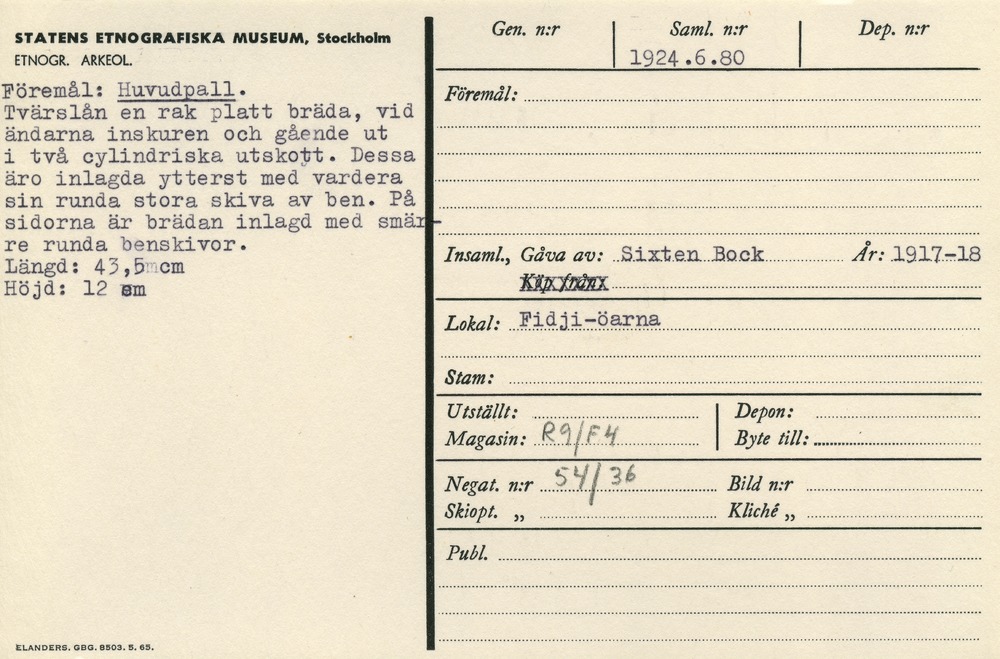 STATENS ETNOGRAFISKA MUSEUM, Stockholm
ETNOGR. ARKEOL.
Föremål: Huvudpall.
Tvärslån en rak platt bräda, vid
ändarna inskuren och gående ut
i två cylindriska utskott. Dessa
äro inlagda ytterst med vardera
sin runda stora skiva av ben. På
sidorna är brädan inlagd med smär-
re runda benskivor.
Längd: 43,5 cm
Höjd: 12 cm
ELANDERS. GBG. 8503. 5. 65.
Gen. n:r Saml. n:r Dep. n:r
1924.6.80
Föremål:
Insaml., Gåva av: Sixten Bock År: 1917-18
Köp från:
Lokal: Fidji-öarna
Stam:
Utställt: Depon:
Magasin: R9/F4 Byte till:
Negat. n:r 54/36 Bild n:r
Skiopt. „ Kliché „
Publ.